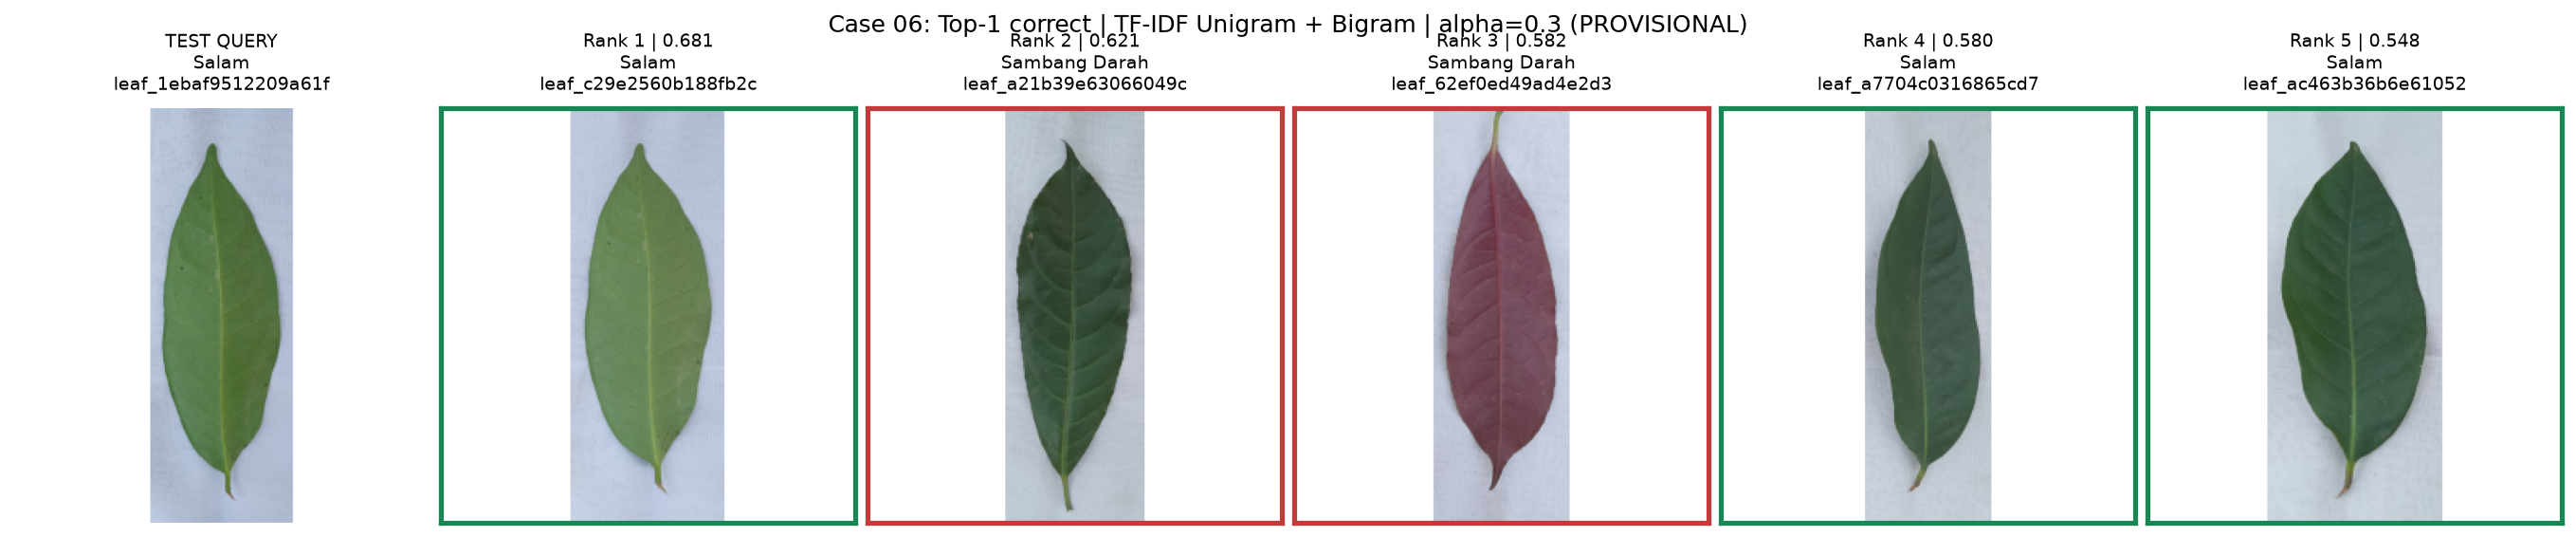 Case 06: Top-1 correct | TF-IDF Unigram + Bigram | alpha=0.3 (PROVISIONAL)
TEST QUERY
Salam
leaf_1ebaf9512209a61f
Rank 1 | 0.681
Salam
leaf_c29e2560b188fb2c
Rank 2 | 0.621
Sambang Darah
leaf_a21b39e63066049c
Rank 3 | 0.582
Sambang Darah
leaf_62ef0ed49ad4e2d3
Rank 4 | 0.580
Salam
leaf_a7704c0316865cd7
Rank 5 | 0.548
Salam
leaf_ac463b36b6e61052